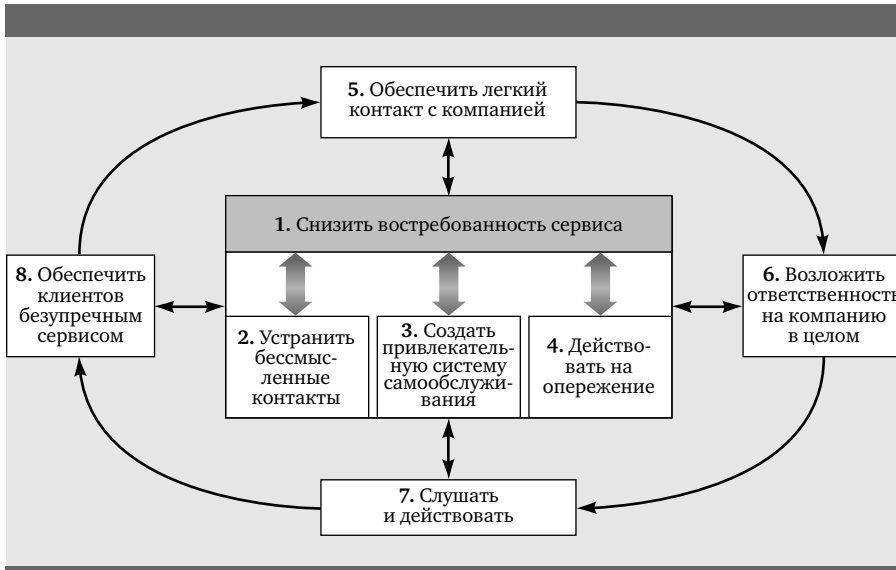 5. Обеспечить легкий
контакт с компанией
1. Снизить востребованность сервиса
8. Обеспечить
клиентов
безупречным
сервисом
6. Возложить
ответственность
на компанию
в целом
2. Устранить
бессмыс-
ленные
контакты
3. Создать
привлекатель-
ную систему
самообслужи-
вания
4. Действо-
вать на
опережение
7. Слушать
и действовать